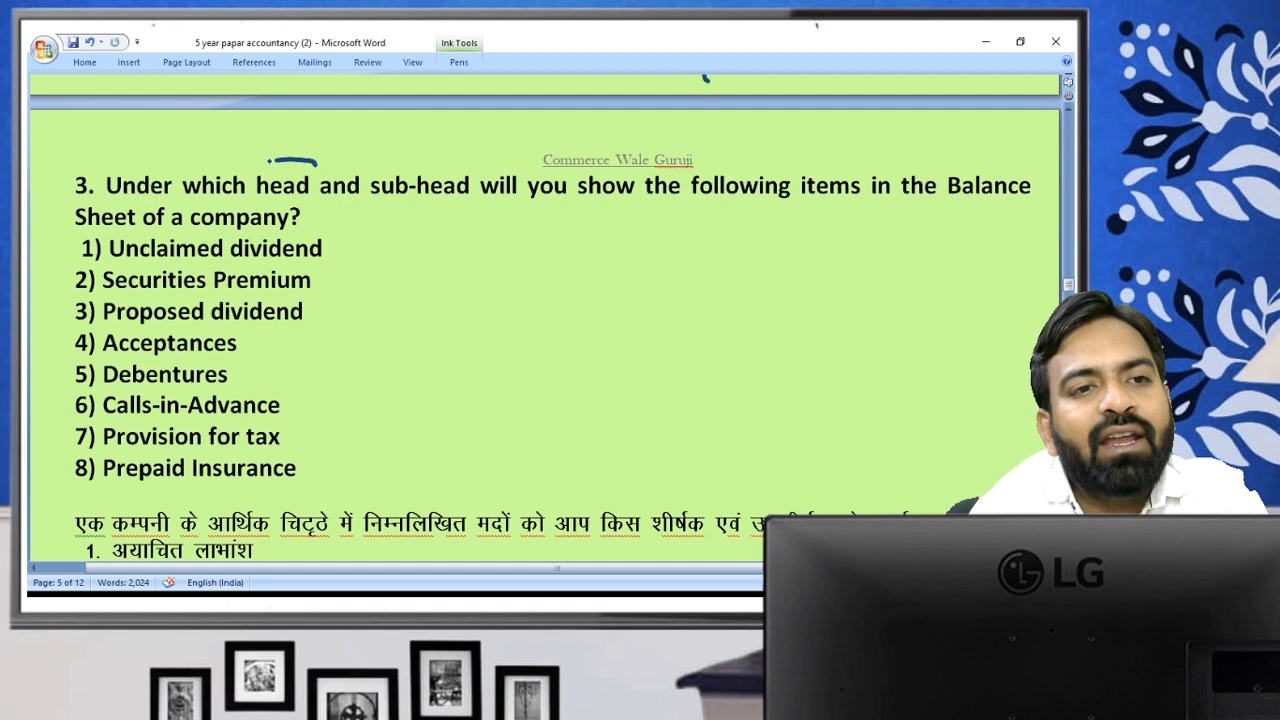 5 year papar accountancy (2) - Microsoft Word
Ink Tools
Home Insert Page Layout References Mailings Review View Pens
Commerce Wale Guruji
3. Under which head and sub-head will you show the following items in the Balance
Sheet of a company?
1) Unclaimed dividend
2) Securities Premium
3) Proposed dividend
4) Acceptances
5) Debentures
6) Calls-in-Advance
7) Provision for tax
8) Prepaid Insurance
एक कम्पनी के आर्थिक चिट्ठे में निम्नलिखित मदों को आप किस शीर्षक एवं
1. अयाचित लाभांश
Page: 5 of 12 Words: 2,024 English (India)
LG